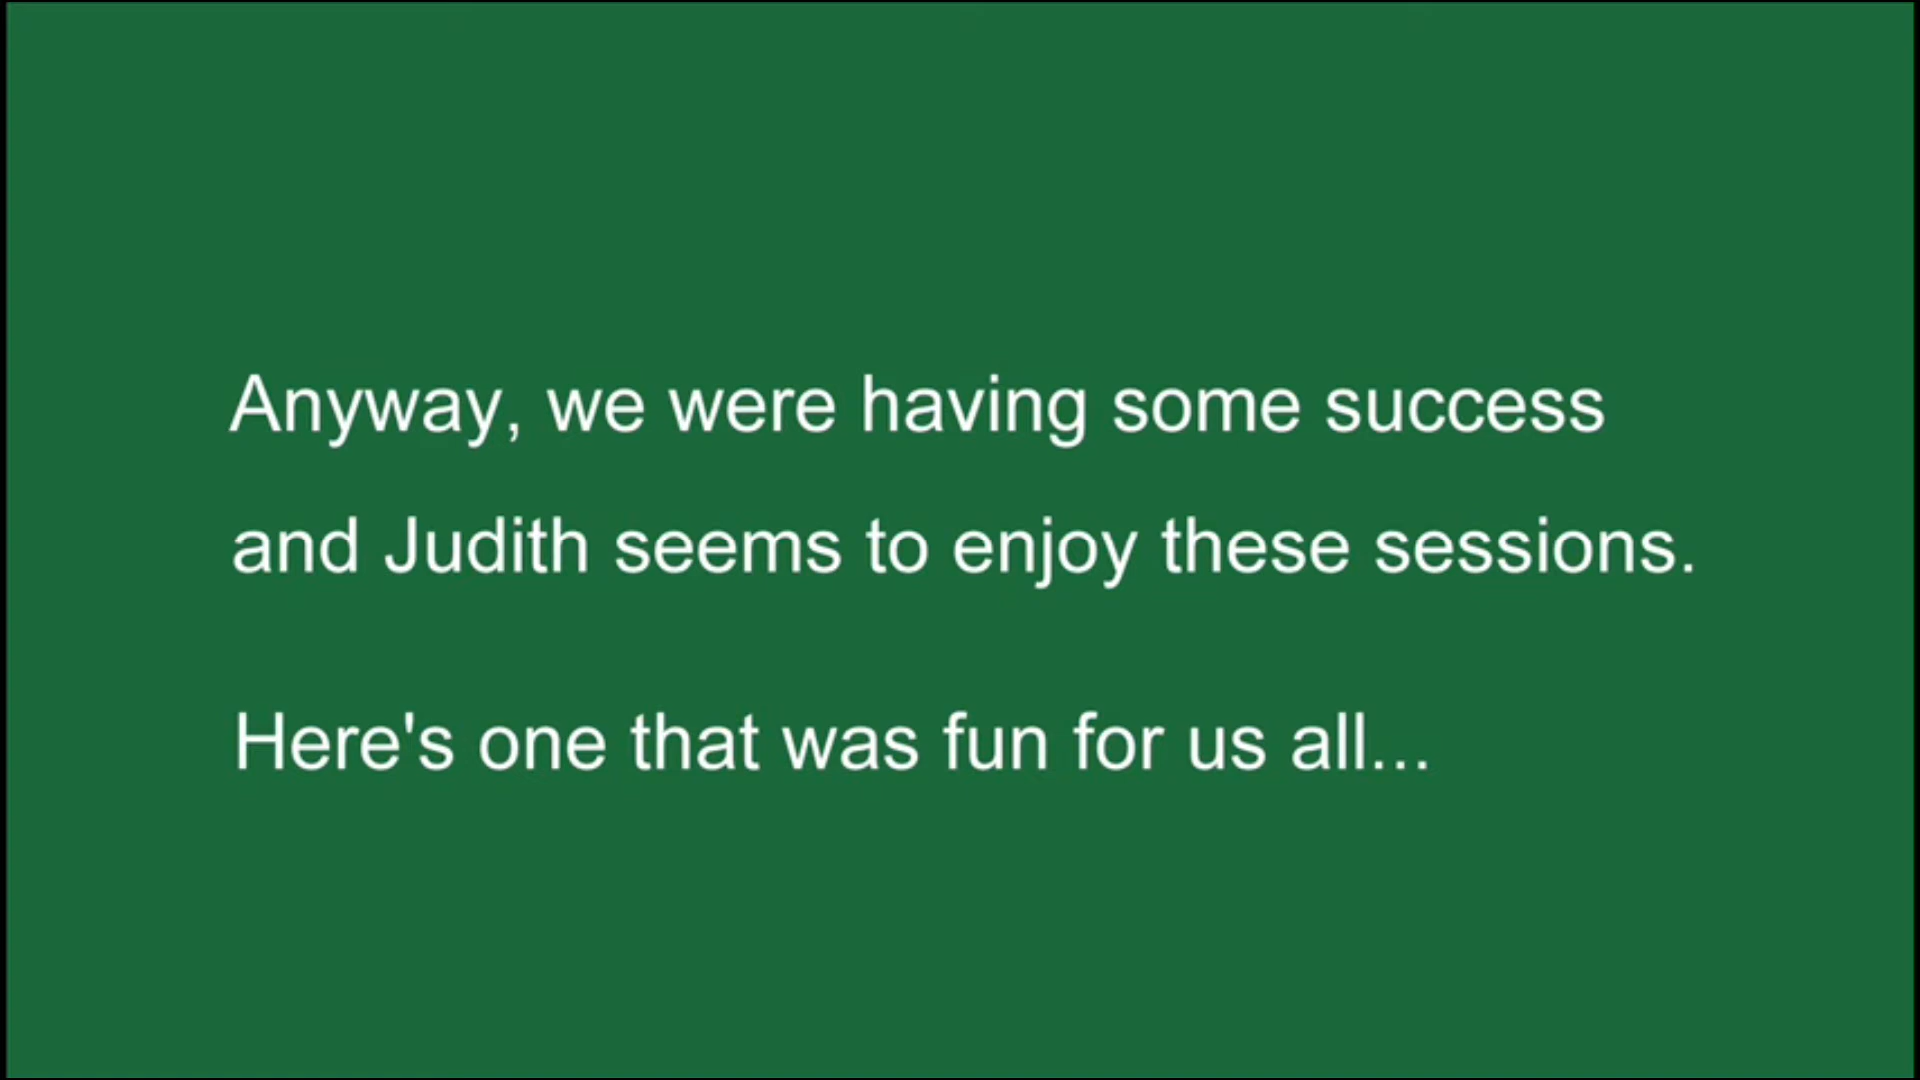 Anyway, we were having some success
and Judith seems to enjoy these sessions.
Here's one that was fun for us all...